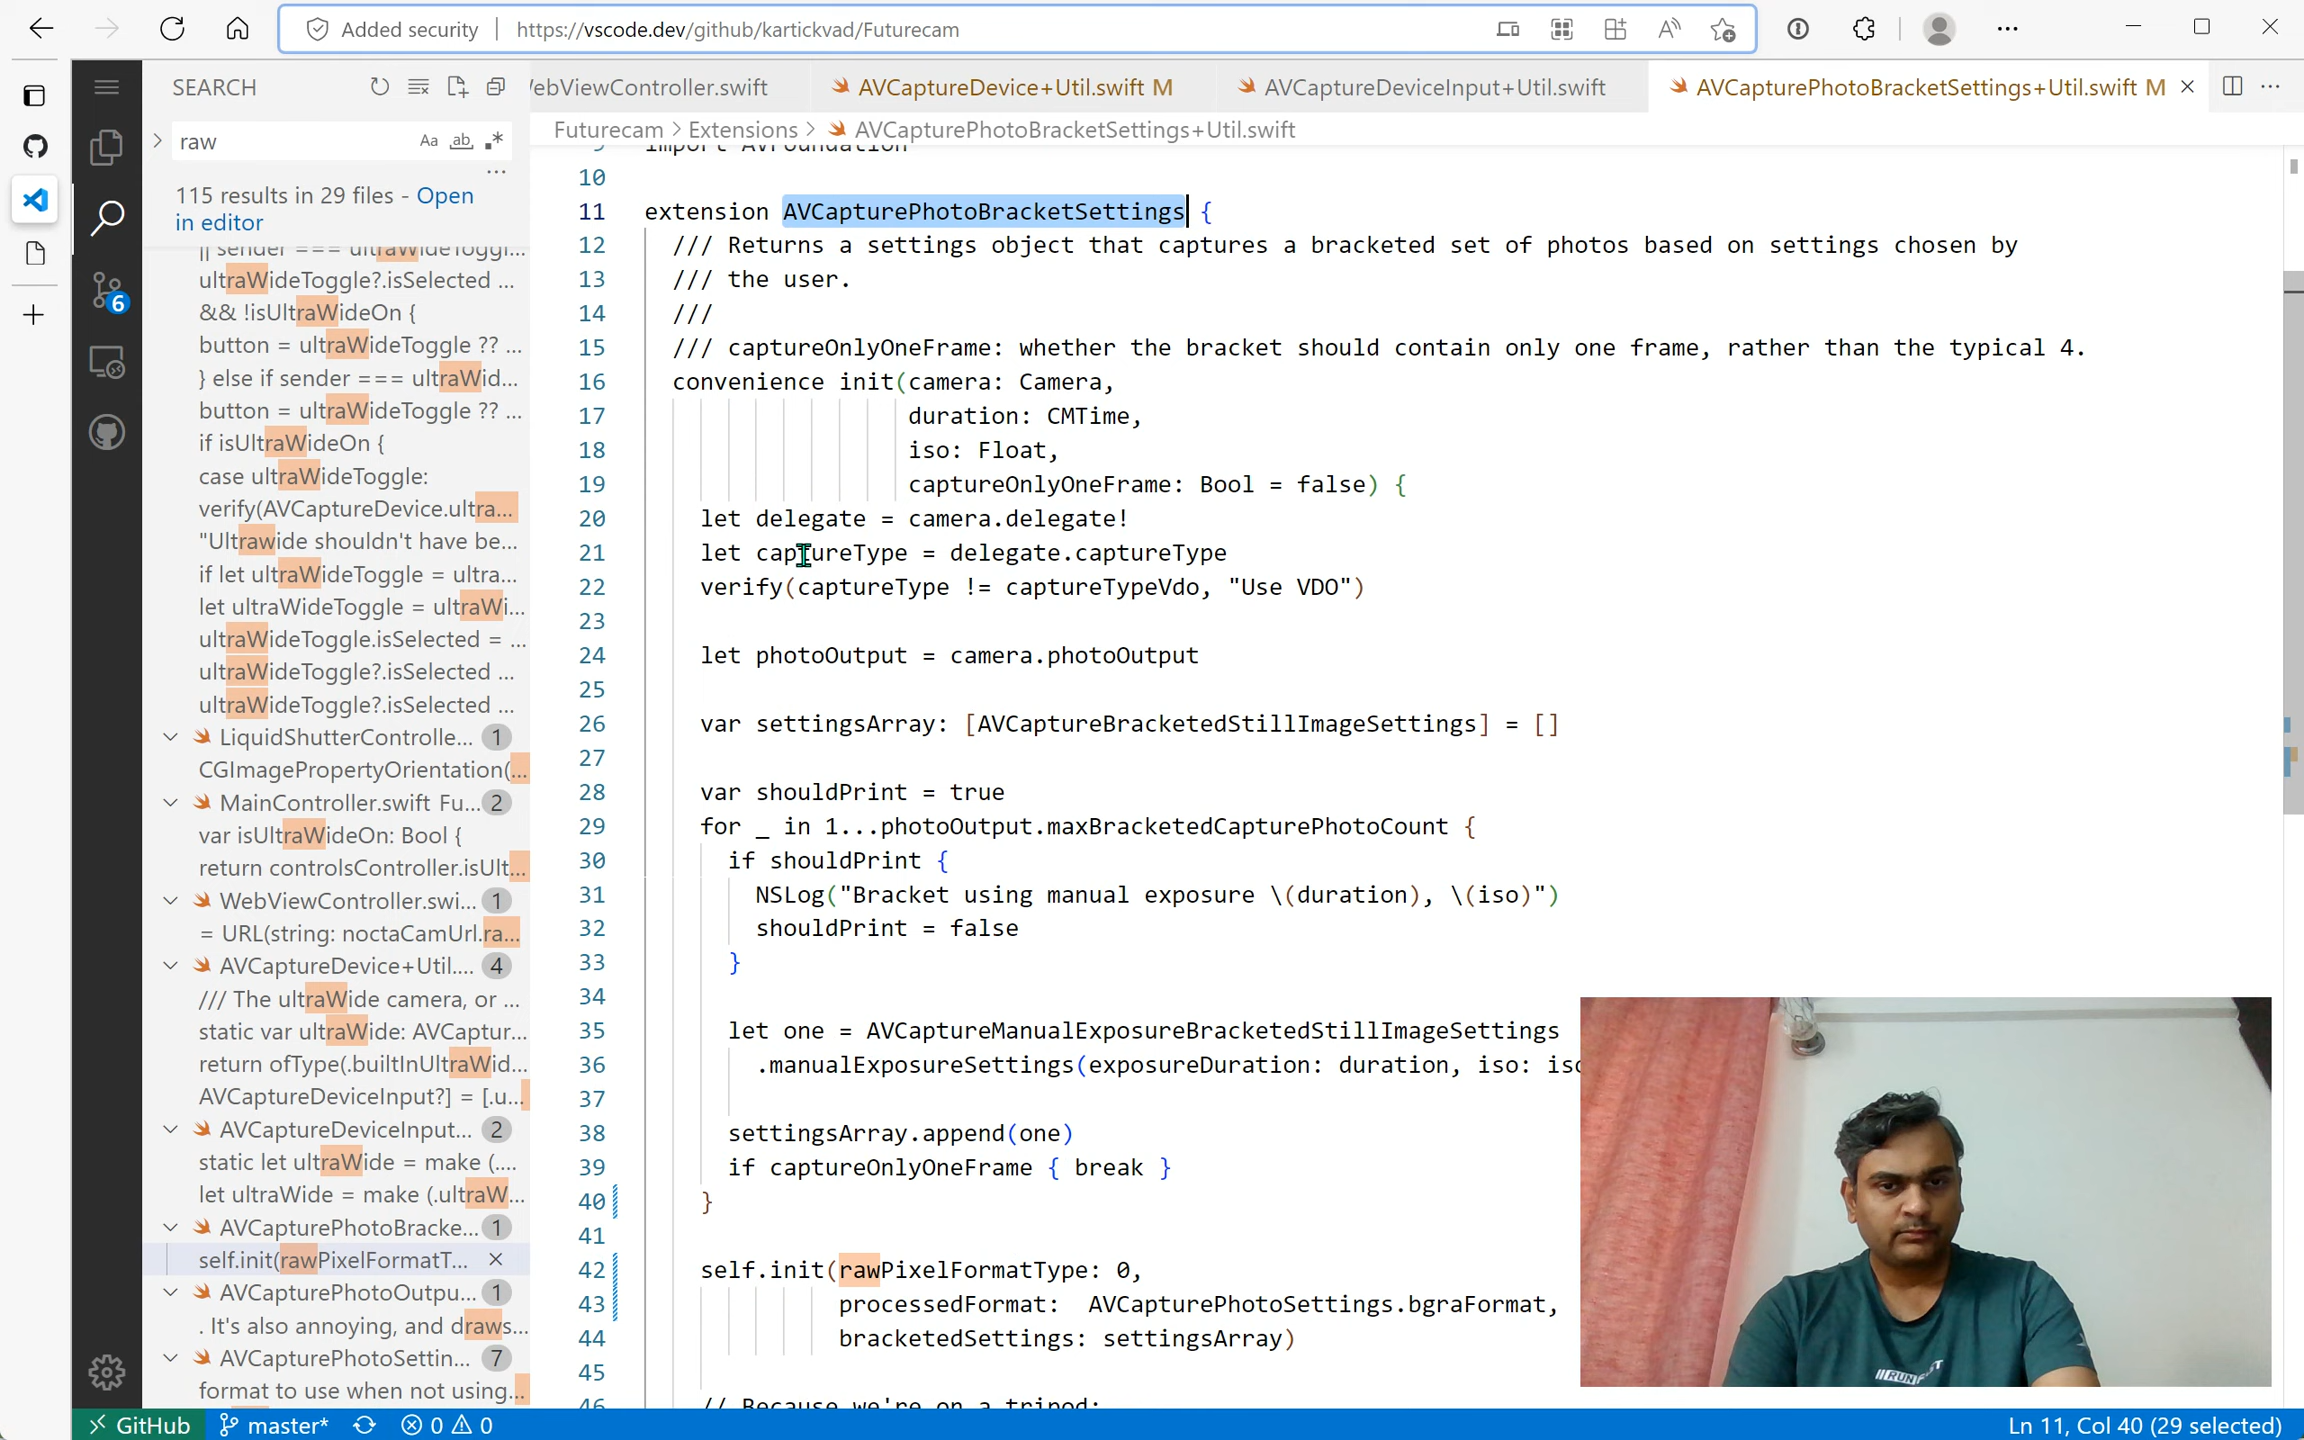 Added security
https://vscode.dev/github/kartickvad/Futurecam
SEARCH
raw
Aa
ab
115 results in 29 files - Open
in editor
|| sender === ultraWideToggl...
ultraWideToggle?.isSelected ...
&& !isUltraWideOn {
button = ultraWideToggle ?? ...
} else if sender === ultraWid...
button = ultraWideToggle ?? ...
if isUltraWideOn {
case ultraWideToggle:
verify(AVCaptureDevice.ultra...
"Ultrawide shouldn't have be...
if let ultraWideToggle = ultra...
let ultraWideToggle = ultraWi...
ultraWideToggle.isSelected = ...
ultraWideToggle?.isSelected ...
ultraWideToggle?.isSelected ...
LiquidShutterControlle... 1
CGImagePropertyOrientation(...
MainController.swift Fu... 2
var isUltraWideOn: Bool {
return controlsController.isUlt...
WebViewController.swi... 1
= URL(string: noctaCamUrl.ra...
AVCaptureDevice+Util.... 4
/// The ultraWide camera, or ...
static var ultraWide: AVCaptur...
return ofType(.builtInUltraWid...
AVCaptureDeviceInput?] = [.u...
AVCaptureDeviceInput... 2
static let ultraWide = make (....
let ultraWide = make (.ultraW...
AVCapturePhotoBracke... 1
self.init(rawPixelFormatT...
AVCapturePhotoOutpu... 1
. It's also annoying, and draws...
AVCapturePhotoSettin... 7
format to use when not using...
6
ebViewController.swift
AVCaptureDevice+Util.swift M
AVCaptureDeviceInput+Util.swift
AVCapturePhotoBracketSettings+Util.swift M
Futurecam > Extensions > AVCapturePhotoBracketSettings+Util.swift
9 import AVFoundation
10
11 extension AVCapturePhotoBracketSettings {
12 /// Returns a settings object that captures a bracketed set of photos based on settings chosen by
13 /// the user.
14 ///
15 /// captureOnlyOneFrame: whether the bracket should contain only one frame, rather than the typical 4.
16 convenience init(camera: Camera,
17 duration: CMTime,
18 iso: Float,
19 captureOnlyOneFrame: Bool = false) {
20 let delegate = camera.delegate!
21 let captureType = delegate.captureType
22 verify(captureType != captureTypeVdo, "Use VDO")
23
24 let photoOutput = camera.photoOutput
25
26 var settingsArray: [AVCaptureBracketedStillImageSettings] = []
27
28 var shouldPrint = true
29 for _ in 1...photoOutput.maxBracketedCapturePhotoCount {
30 if shouldPrint {
31 NSLog("Bracket using manual exposure \(duration), \(iso)")
32 shouldPrint = false
33 }
34
35 let one = AVCaptureManualExposureBracketedStillImageSettings
36 .manualExposureSettings(exposureDuration: duration, iso: iso
37
38 settingsArray.append(one)
39 if captureOnlyOneFrame { break }
40 }
41
42 self.init(rawPixelFormatType: 0,
43 processedFormat: AVCapturePhotoSettings.bgraFormat,
44 bracketedSettings: settingsArray)
45
46 // Because we're on a tripod:
GitHub
master*
0
0
Ln 11, Col 40 (29 selected)